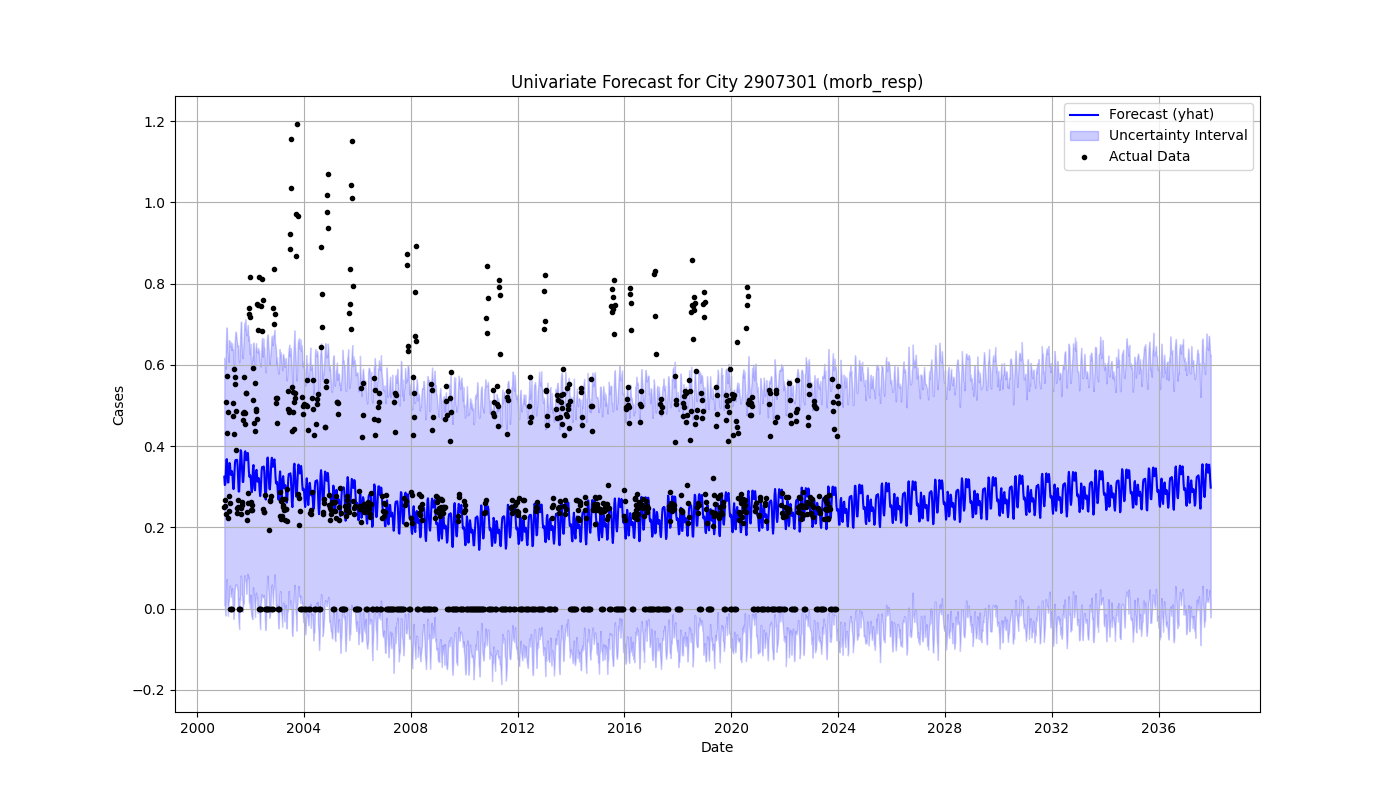 Univariate Forecast for City 2907301 (morb_resp)
Forecast (yhat)
Uncertainty Interval
Actual Data
Cases
1.2
1.0
0.8
0.6
0.4
0.2
0.0
−0.2
2000 2004 2008 2012 2016 2020 2024 2028 2032 2036
Date